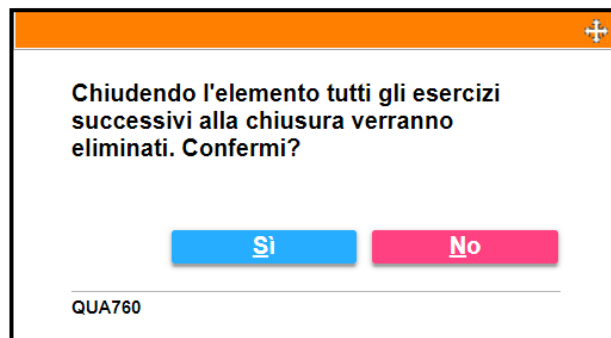 Chiudendo l'elemento tutti gli esercizi
successivi alla chiusura verranno
eliminati. Confermi?
Sì
No
QUA760